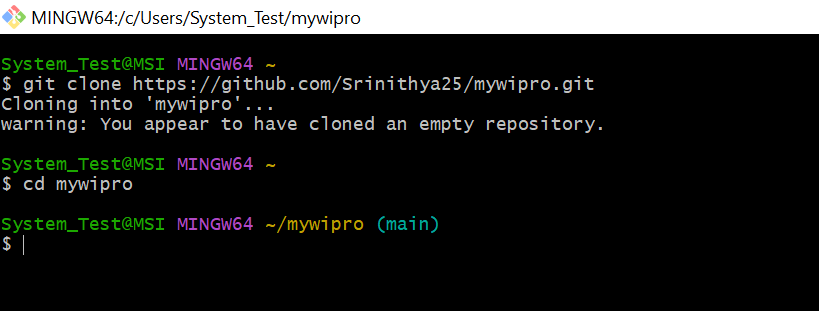 MINGW64:/c/Users/System_Test/mywipro
System_Test@MSI MINGW64 ~
$ git clone https://github.com/Srinithya25/mywipro.git
Cloning into 'mywipro'...
warning: You appear to have cloned an empty repository.
System_Test@MSI MINGW64 ~
$ cd mywipro
System_Test@MSI MINGW64 ~/mywipro (main)
$